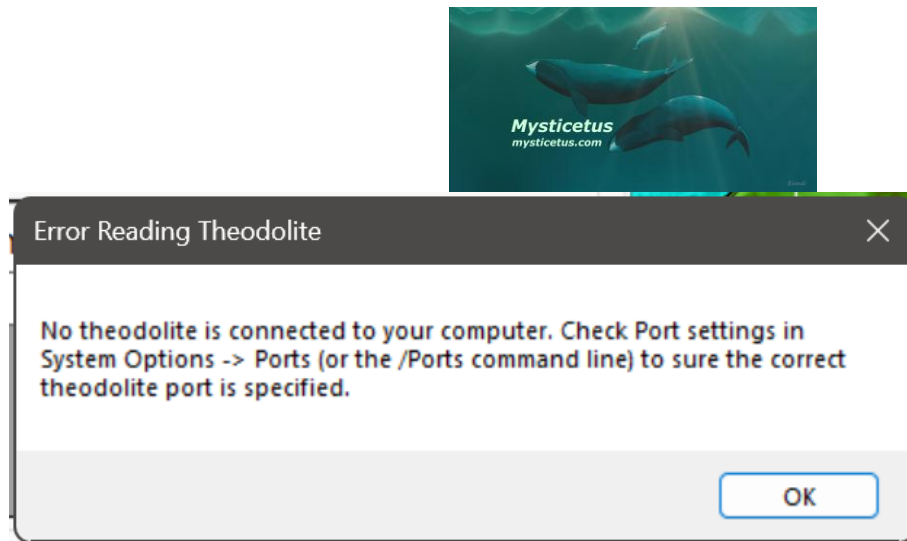 Mysticetus
mysticetus.com
Error Reading Theodolite
No theodolite is connected to your computer. Check Port settings in
System Options -> Ports (or the /Ports command line) to sure the correct
theodolite port is specified.
OK